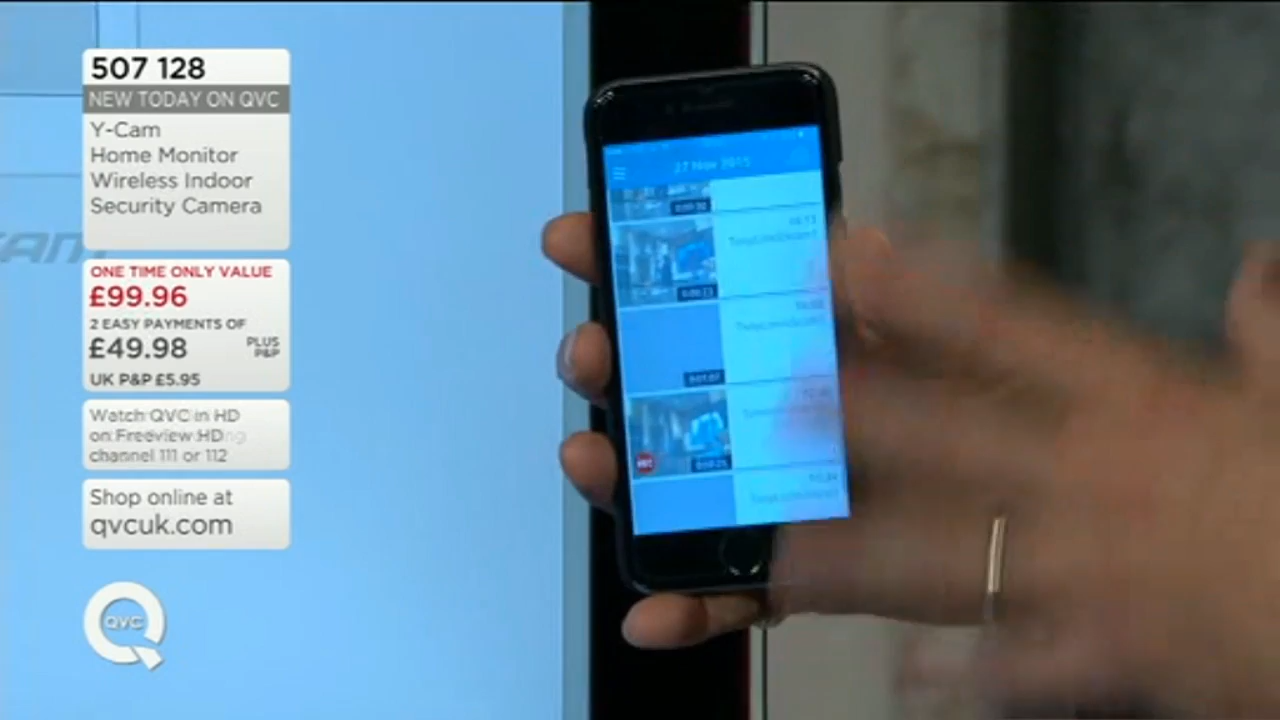 507 128
NEW TODAY ON QVC
Y-Cam
Home Monitor
Wireless Indoor
Security Camera
ONE TIME ONLY VALUE
£99.96
2 EASY PAYMENTS OF
£49.98
PLUS
P&P
UK P&P £5.95
Watch QVC in HD
on Freeview HD
channel 111 or 112
Shop online at
qvcuk.com
QVC
27 Nov 2015